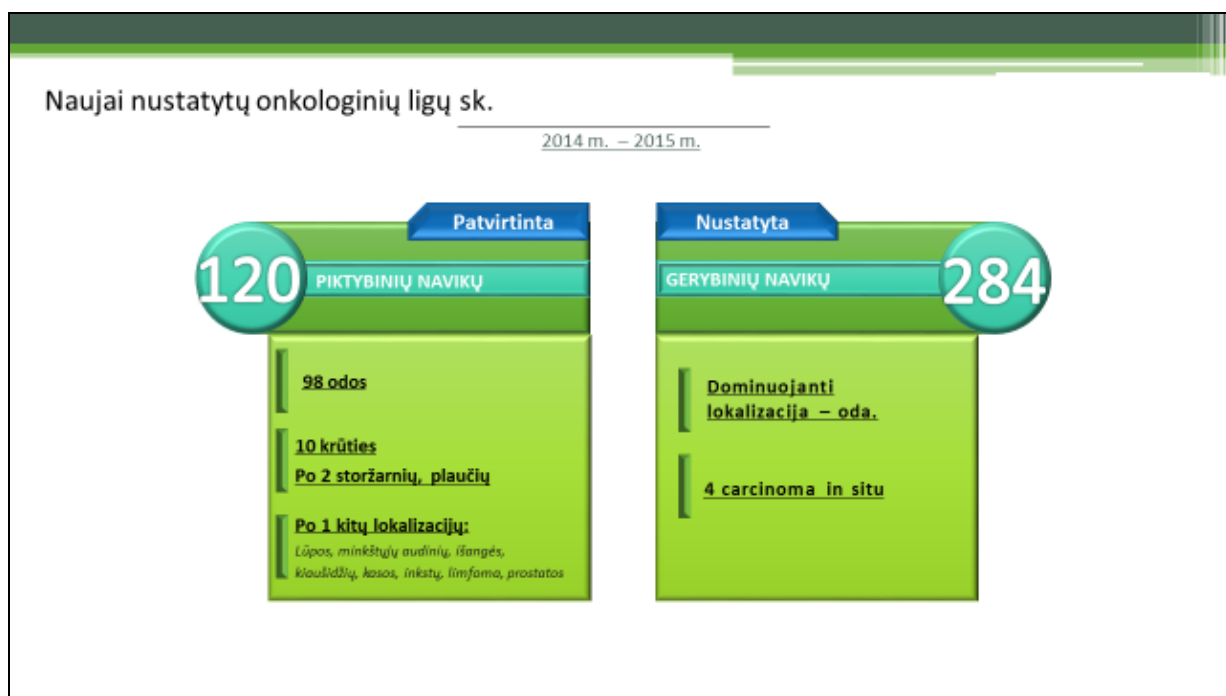 Naujai nustatytų onkologinių ligų sk.
2014 m. – 2015 m.
Patvirtinta
120
PIKTYBINIŲ NAVIKŲ
98 odos
10 krūties
Po 2 storžarnių, plaučių
Po 1 kitų lokalizacijų:
Lūpos, minkštųjų audinių, išangės,
kiaušidžių, kasos, inkstų, limfoma, prostatos
Nustatyta
GERYBINIŲ NAVIKŲ
284
Dominuojanti
lokalizacija – oda.
4 carcinoma in situ